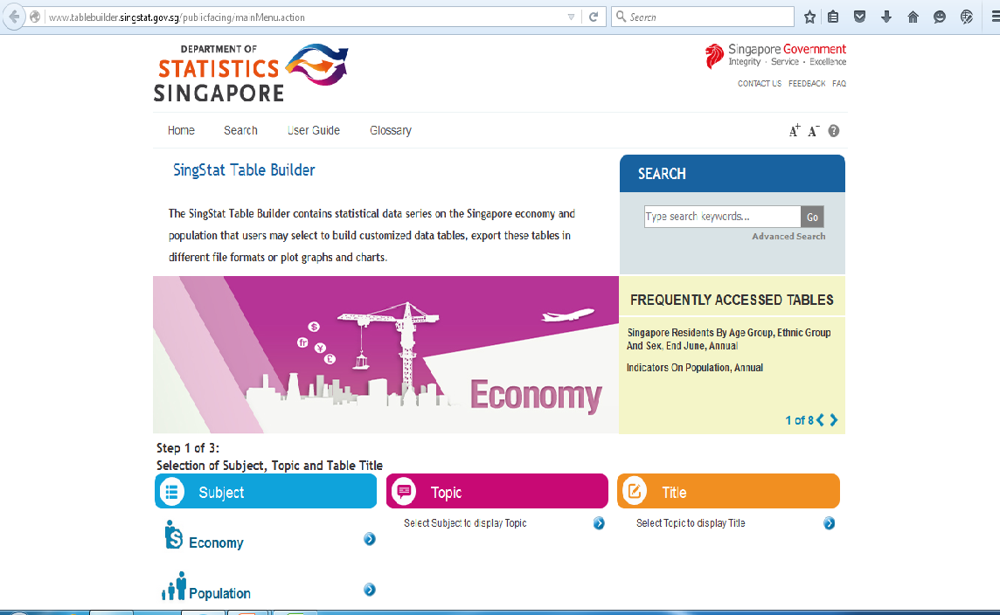 www.tablebuilder.singstat.gov.sg/publicfacing/mainMenu.action
Search
DEPARTMENT OF
STATISTICS
SINGAPORE
Singapore Government
Integrity · Service · Excellence
CONTACT US FEEDBACK FAQ
Home Search User Guide Glossary
A+ A- ?
SingStat Table Builder
The SingStat Table Builder contains statistical data series on the Singapore economy and
population that users may select to build customized data tables, export these tables in
different file formats or plot graphs and charts.
SEARCH
Type search keywords...
Go
Advanced Search
$
¥
£
Economy
FREQUENTLY ACCESSED TABLES
Singapore Residents By Age Group, Ethnic Group
And Sex, End June, Annual
Indicators On Population, Annual
1 of 8
Step 1 of 3:
Selection of Subject, Topic and Table Title
Subject
Economy
Population
Topic
Select Subject to display Topic
Title
Select Topic to display Title